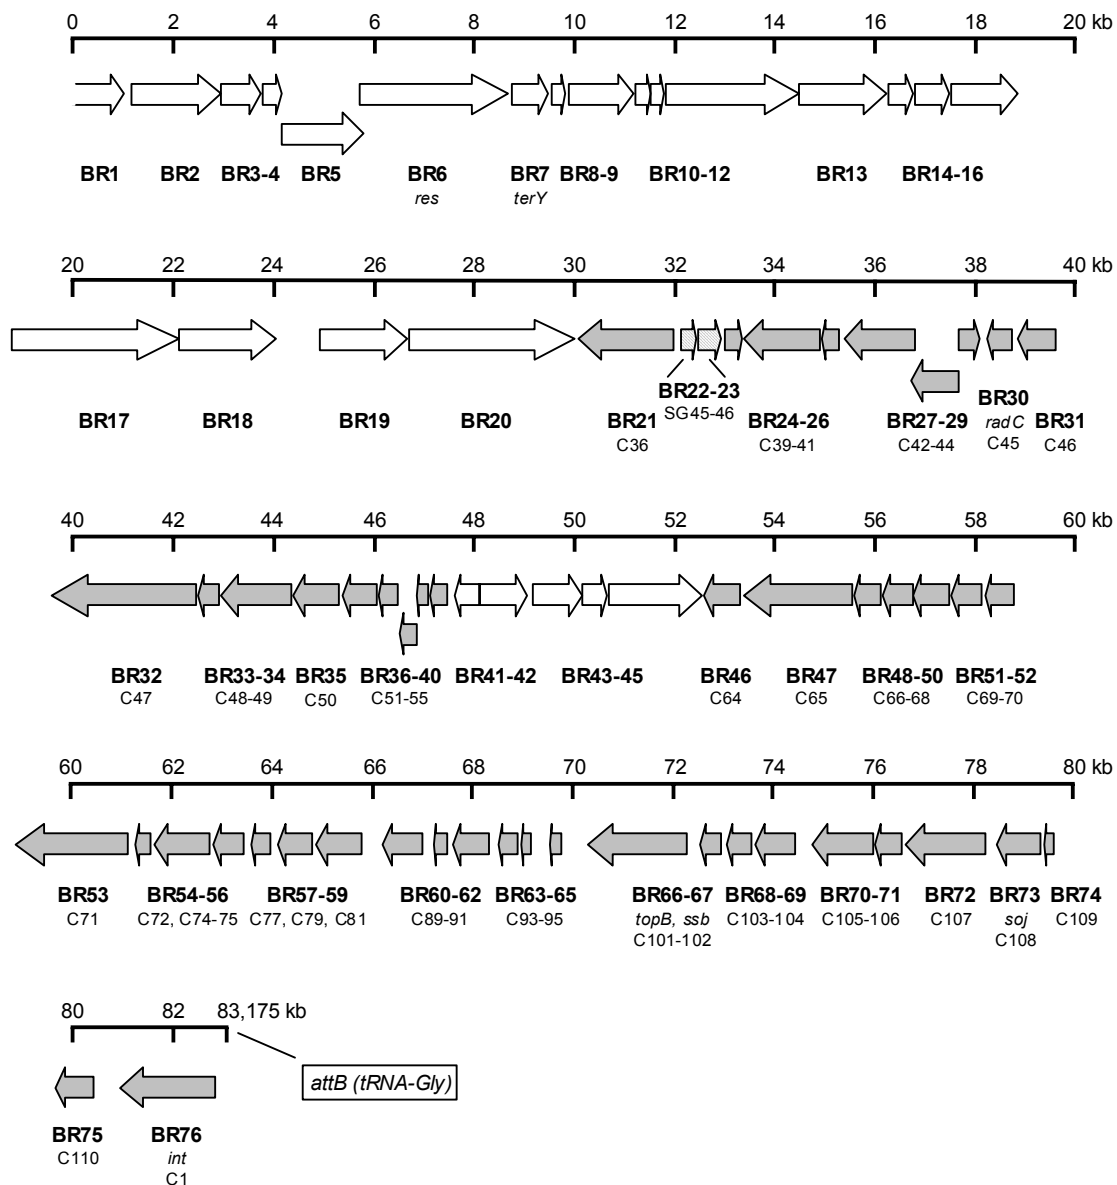 0 2 4 6 8 10 12 14 16 18 20 kb
BR1 BR2 BR3-4 BR5 BR6 BR7 BR8-9 BR10-12 BR13 BR14-16
res terY
20 22 24 26 28 30 32 34 36 38 40 kb
BR17 BR18 BR19 BR20 BR21 BR22-23 BR24-26 BR27-29 BR30 BR31
C36 SG45-46 C39-41 C42-44 radC C45 C46
40 42 44 46 48 50 52 54 56 58 60 kb
BR32 BR33-34 BR35 BR36-40 BR41-42 BR43-45 BR46 BR47 BR48-50 BR51-52
C47 C48-49 C50 C51-55 C64 C65 C66-68 C69-70
60 62 64 66 68 70 72 74 76 78 80 kb
BR53 BR54-56 BR57-59 BR60-62 BR63-65 BR66-67 BR68-69 BR70-71 BR72 BR73 BR74
C71 C72, C74-75 C77, C79, C81 C89-91 C93-95 topB, ssb C103-104 C105-106 C107 soj C109
C101-102 C108
80 82 83,175 kb
attB (tRNA-Gly)
BR75 BR76
C110 int
C1